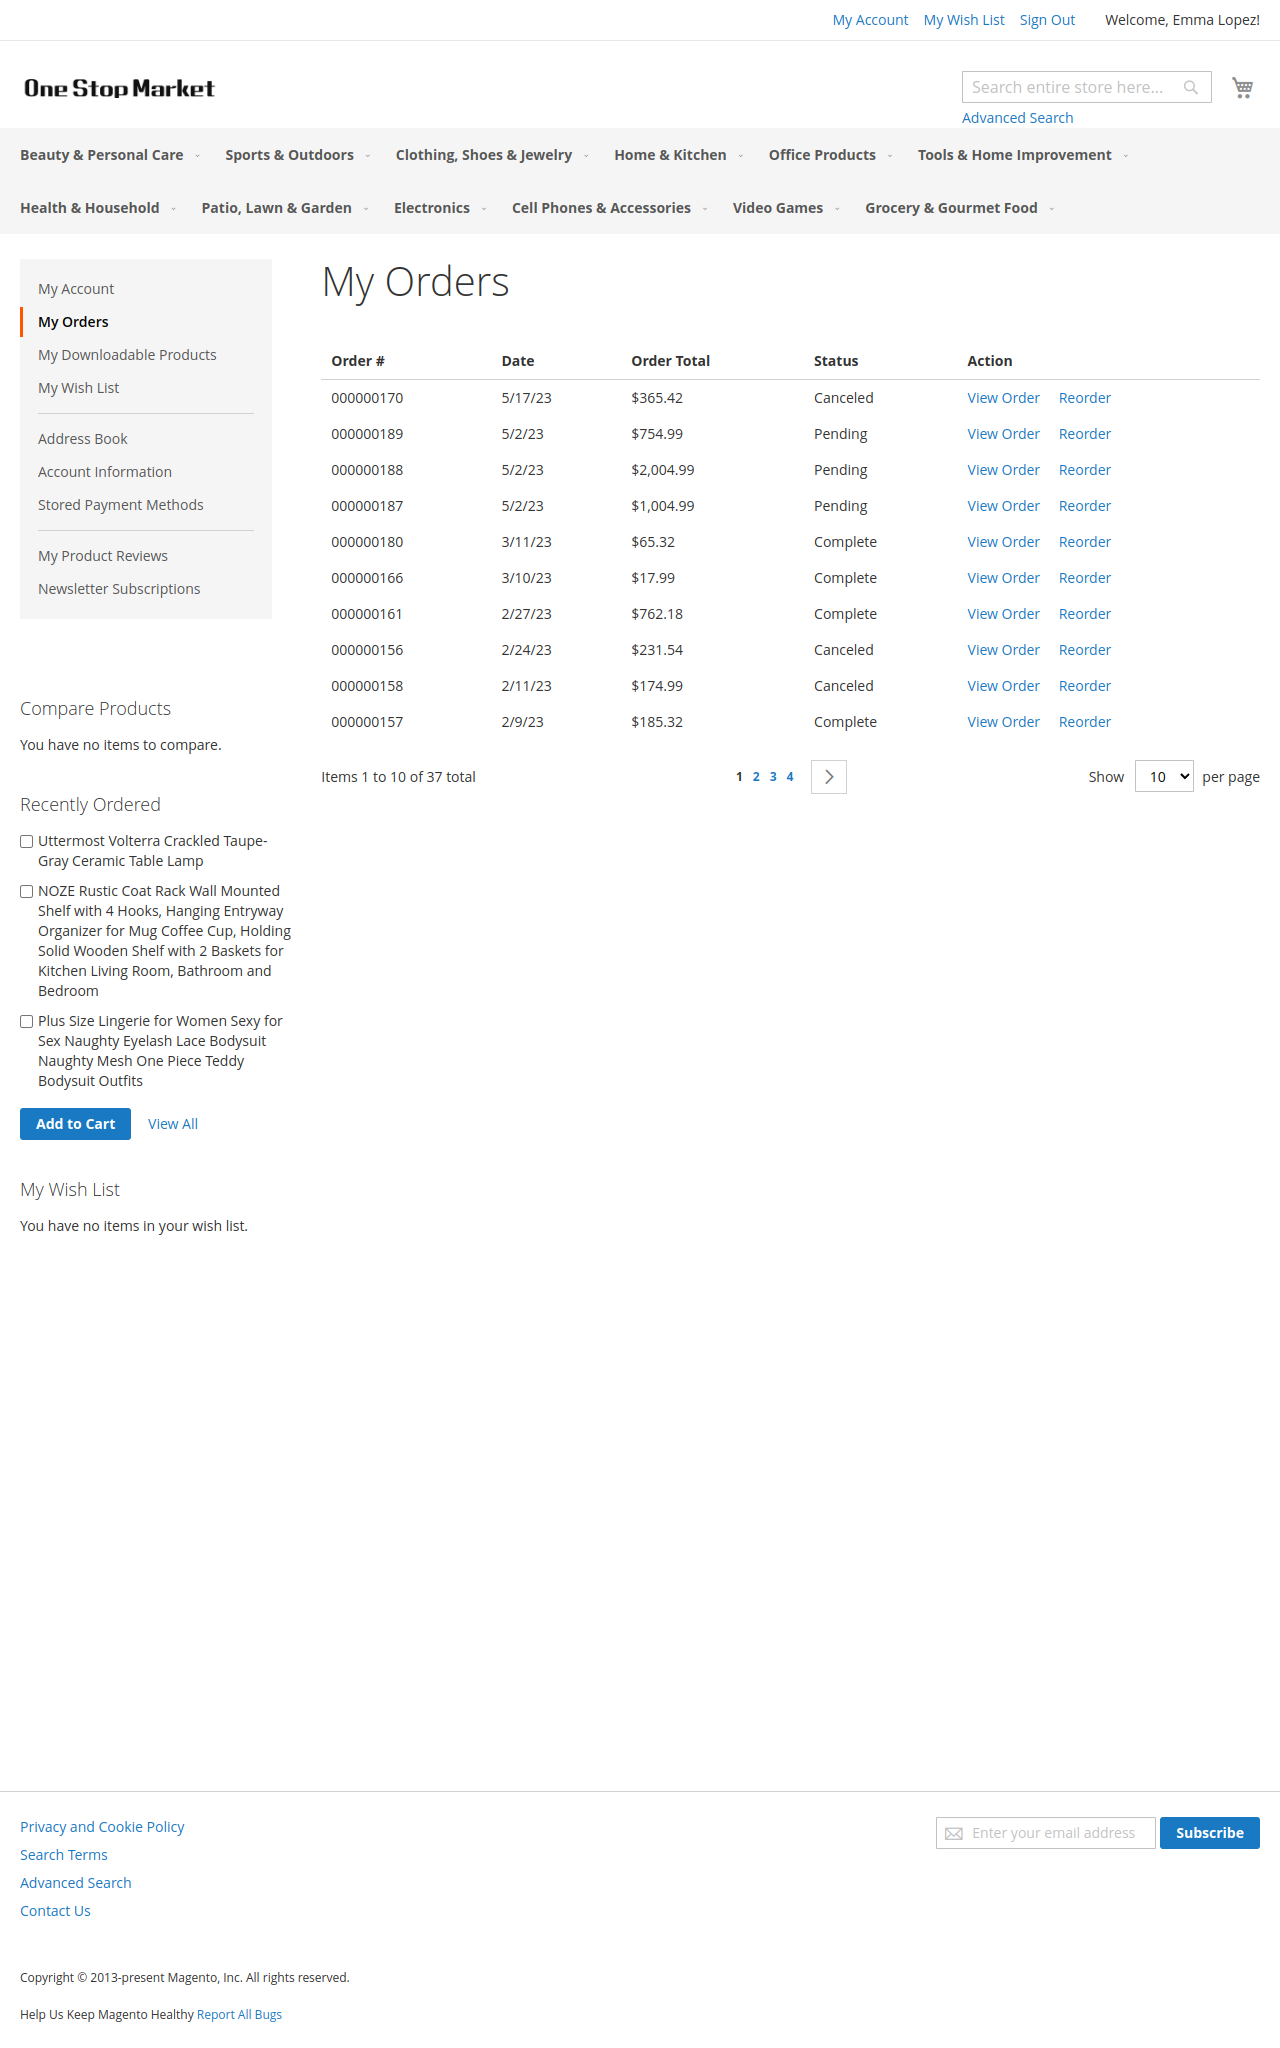 My Account My Wish List Sign Out Welcome, Emma Lopez!
One Stop Market
Search entire store here...
Advanced Search
Beauty & Personal Care Sports & Outdoors Clothing, Shoes & Jewelry Home & Kitchen Office Products Tools & Home Improvement
Health & Household Patio, Lawn & Garden Electronics Cell Phones & Accessories Video Games Grocery & Gourmet Food
My Account
My Orders
My Downloadable Products
My Wish List
Address Book
Account Information
Stored Payment Methods
My Product Reviews
Newsletter Subscriptions
My Orders
Order # Date Order Total Status Action
000000170 5/17/23 $365.42 Canceled View Order Reorder
000000189 5/2/23 $754.99 Pending View Order Reorder
000000188 5/2/23 $2,004.99 Pending View Order Reorder
000000187 5/2/23 $1,004.99 Pending View Order Reorder
000000180 3/11/23 $65.32 Complete View Order Reorder
000000166 3/10/23 $17.99 Complete View Order Reorder
000000161 2/27/23 $762.18 Complete View Order Reorder
000000156 2/24/23 $231.54 Canceled View Order Reorder
000000158 2/11/23 $174.99 Canceled View Order Reorder
000000157 2/9/23 $185.32 Complete View Order Reorder
Items 1 to 10 of 37 total 1 2 3 4 Show 10 per page
Compare Products
You have no items to compare.
Recently Ordered
Uttermost Volterra Crackled Taupe-
Gray Ceramic Table Lamp
NOZE Rustic Coat Rack Wall Mounted
Shelf with 4 Hooks, Hanging Entryway
Organizer for Mug Coffee Cup, Holding
Solid Wooden Shelf with 2 Baskets for
Kitchen Living Room, Bathroom and
Bedroom
Plus Size Lingerie for Women Sexy for
Sex Naughty Eyelash Lace Bodysuit
Naughty Mesh One Piece Teddy
Bodysuit Outfits
Add to Cart View All
My Wish List
You have no items in your wish list.
Privacy and Cookie Policy
Search Terms
Advanced Search
Contact Us
Enter your email address Subscribe
Copyright © 2013-present Magento, Inc. All rights reserved.
Help Us Keep Magento Healthy Report All Bugs